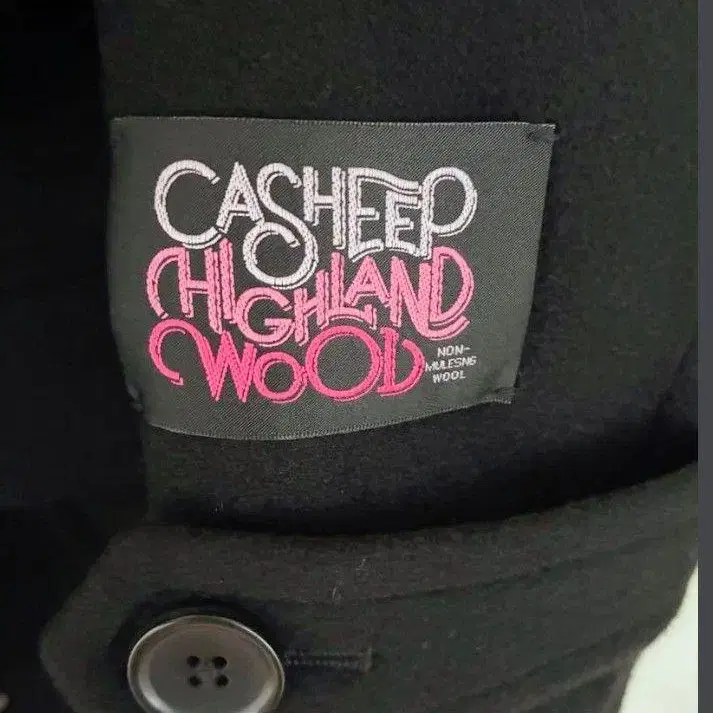 CASHEEP
HIGHLAND
WOOD
NON-
MULESNG
WOOL